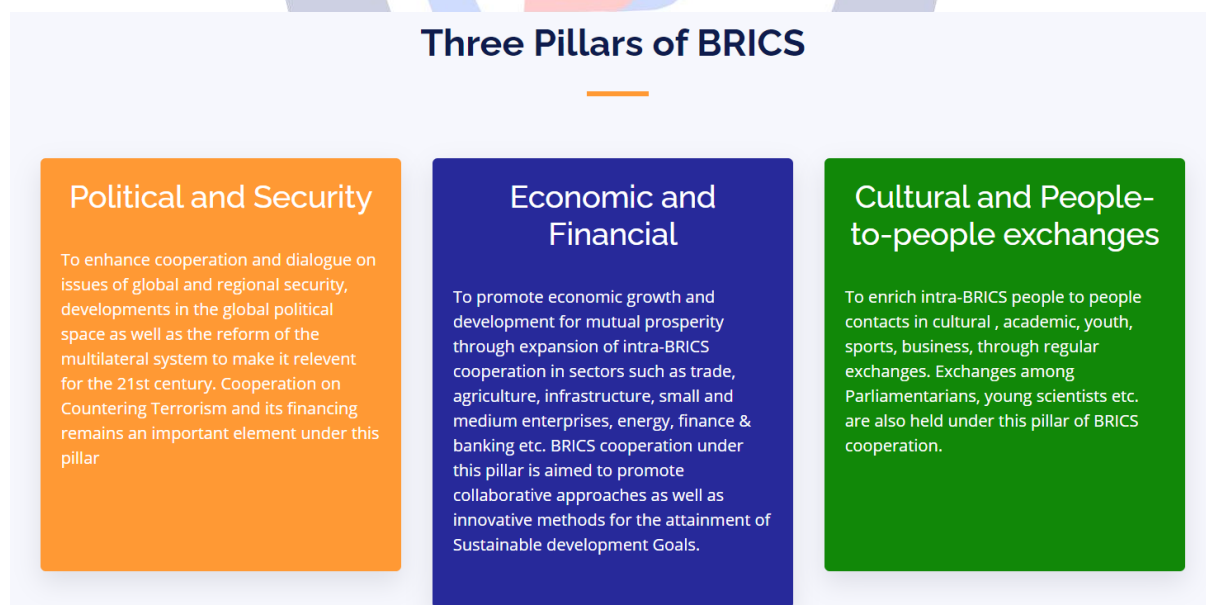 Three Pillars of BRICS
Political and Security
To enhance cooperation and dialogue on
issues of global and regional security,
developments in the global political
space as well as the reform of the
multilateral system to make it relevent
for the 21st century. Cooperation on
Countering Terrorism and its financing
remains an important element under this
pillar
Economic and
Financial
To promote economic growth and
development for mutual prosperity
through expansion of intra-BRICS
cooperation in sectors such as trade,
agriculture, infrastructure, small and
medium enterprises, energy, finance &
banking etc. BRICS cooperation under
this pillar is aimed to promote
collaborative approaches as well as
innovative methods for the attainment of
Sustainable development Goals.
Cultural and People-
to-people exchanges
To enrich intra-BRICS people to people
contacts in cultural , academic, youth,
sports, business, through regular
exchanges. Exchanges among
Parliamentarians, young scientists etc.
are also held under this pillar of BRICS
cooperation.